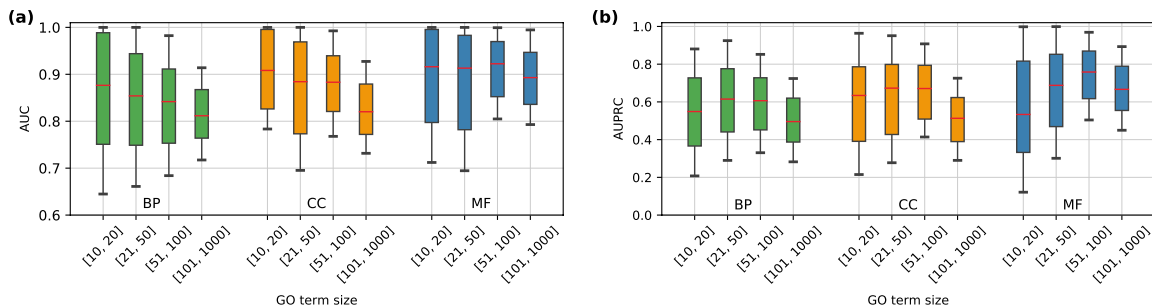 (a)
AUC
1.0
0.9
0.8
0.7
0.6
BP
CC
MF
[10, 20]
[21, 50]
[51, 100]
[101, 1000]
[10, 20]
[21, 50]
[51, 100]
[101, 1000]
[10, 20]
[21, 50]
[51, 100]
[101, 1000]
GO term size
(b)
AUPRC
1.0
0.8
0.6
0.4
0.2
0.0
BP
CC
MF
[10, 20]
[21, 50]
[51, 100]
[101, 1000]
[10, 20]
[21, 50]
[51, 100]
[101, 1000]
[10, 20]
[21, 50]
[51, 100]
[101, 1000]
GO term size